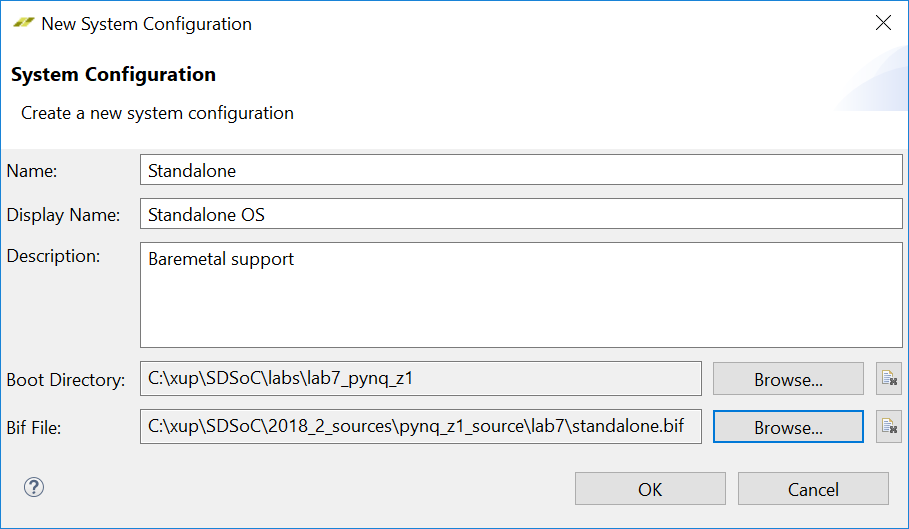 New System Configuration
System Configuration
Create a new system configuration
Name: Standalone
Display Name: Standalone OS
Description: Baremetal support
Boot Directory: C:\xup\SDSoC\labs\lab7_pynq_z1 Browse...
Bif File: C:\xup\SDSoC\2018_2_sources\pynq_z1_source\lab7\standalone.bif Browse...
? OK Cancel